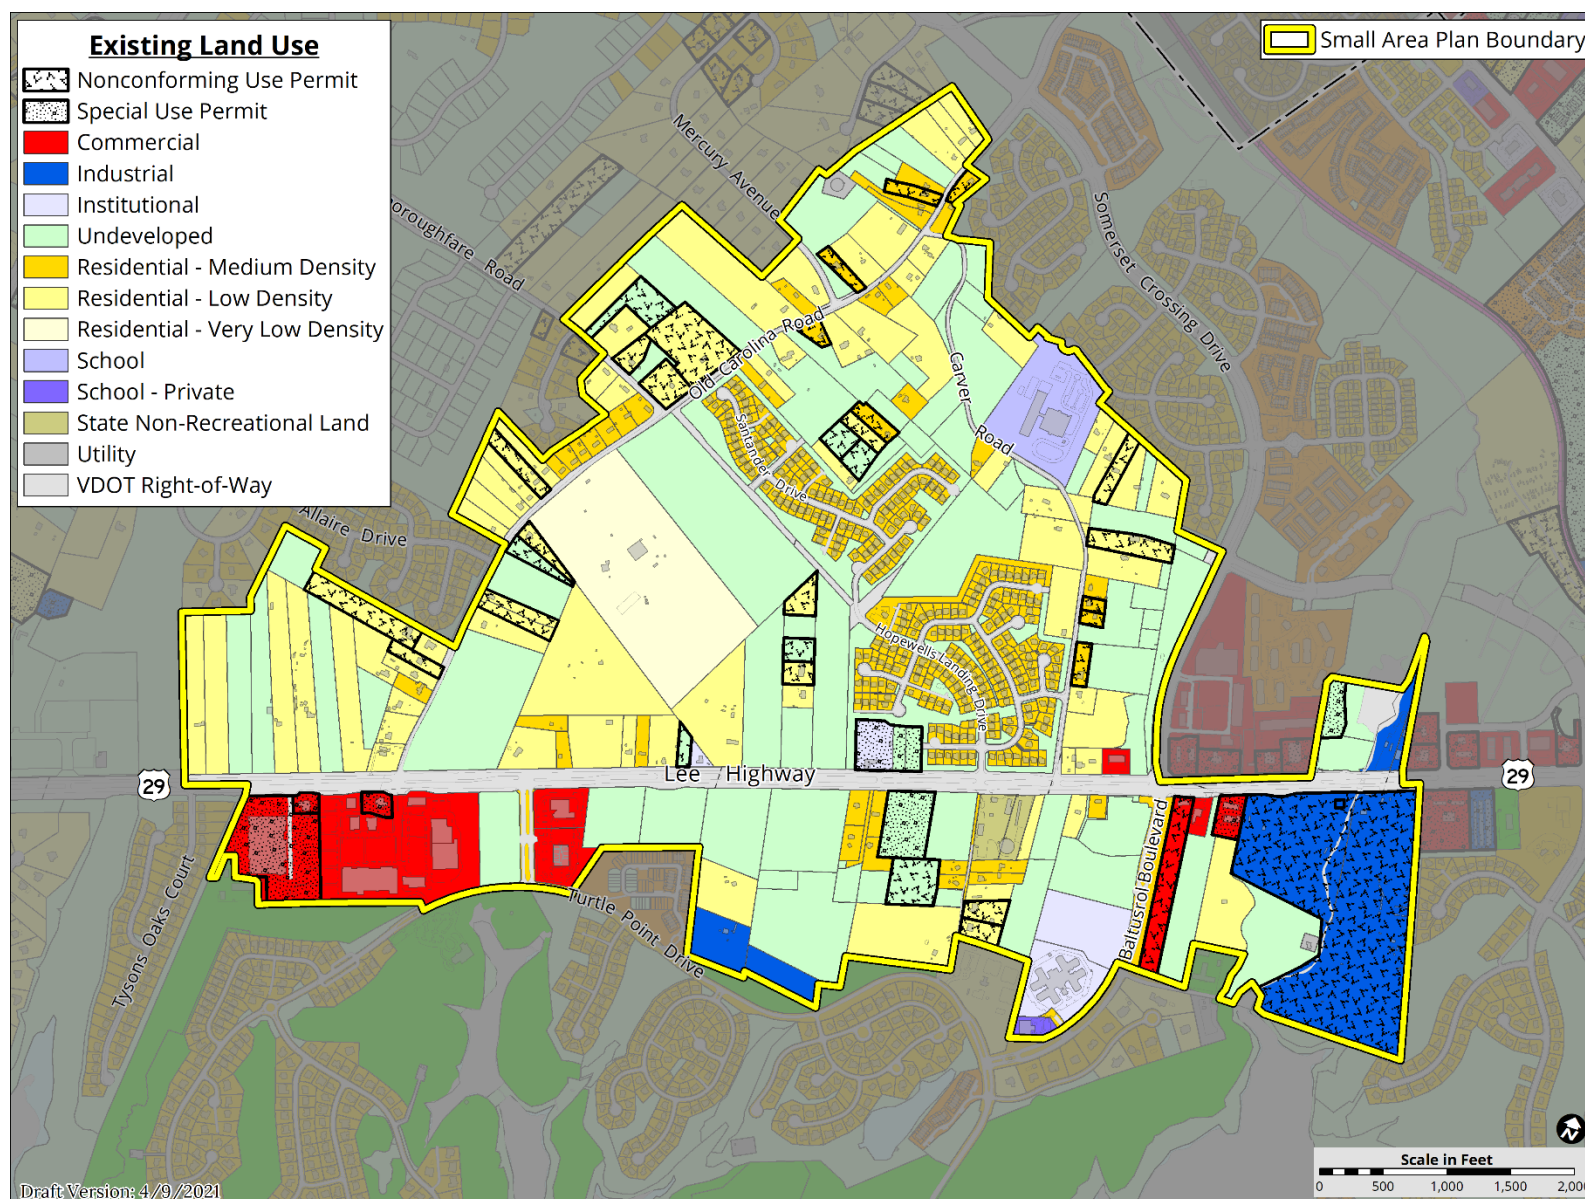 Existing Land Use
Nonconforming Use Permit
Special Use Permit
Commercial
Industrial
Institutional
Undeveloped
Residential - Medium Density
Residential - Low Density
Residential - Very Low Density
School
School - Private
State Non-Recreational Land
Utility
VDOT Right-of-Way
Small Area Plan Boundary
Mercury Avenue
oroughfare Road
Somerset Crossing Drive
Old Carolina Road
Carver Road
Santander Drive
Allaire Drive
Hopewells Landing Drive
29
Lee Highway
29
Tysons Oaks Court
Turtle Point Drive
Baltusrol Boulevard
N
Scale in Feet
0 500 1,000 1,500 2,00
Draft Version: 4/9/2021